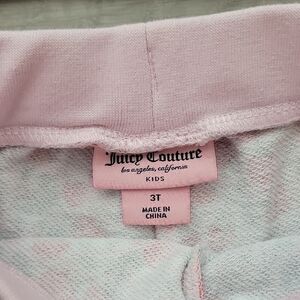 Juicy Couture
los angeles, california
KIDS
3T
MADE IN
CHINA